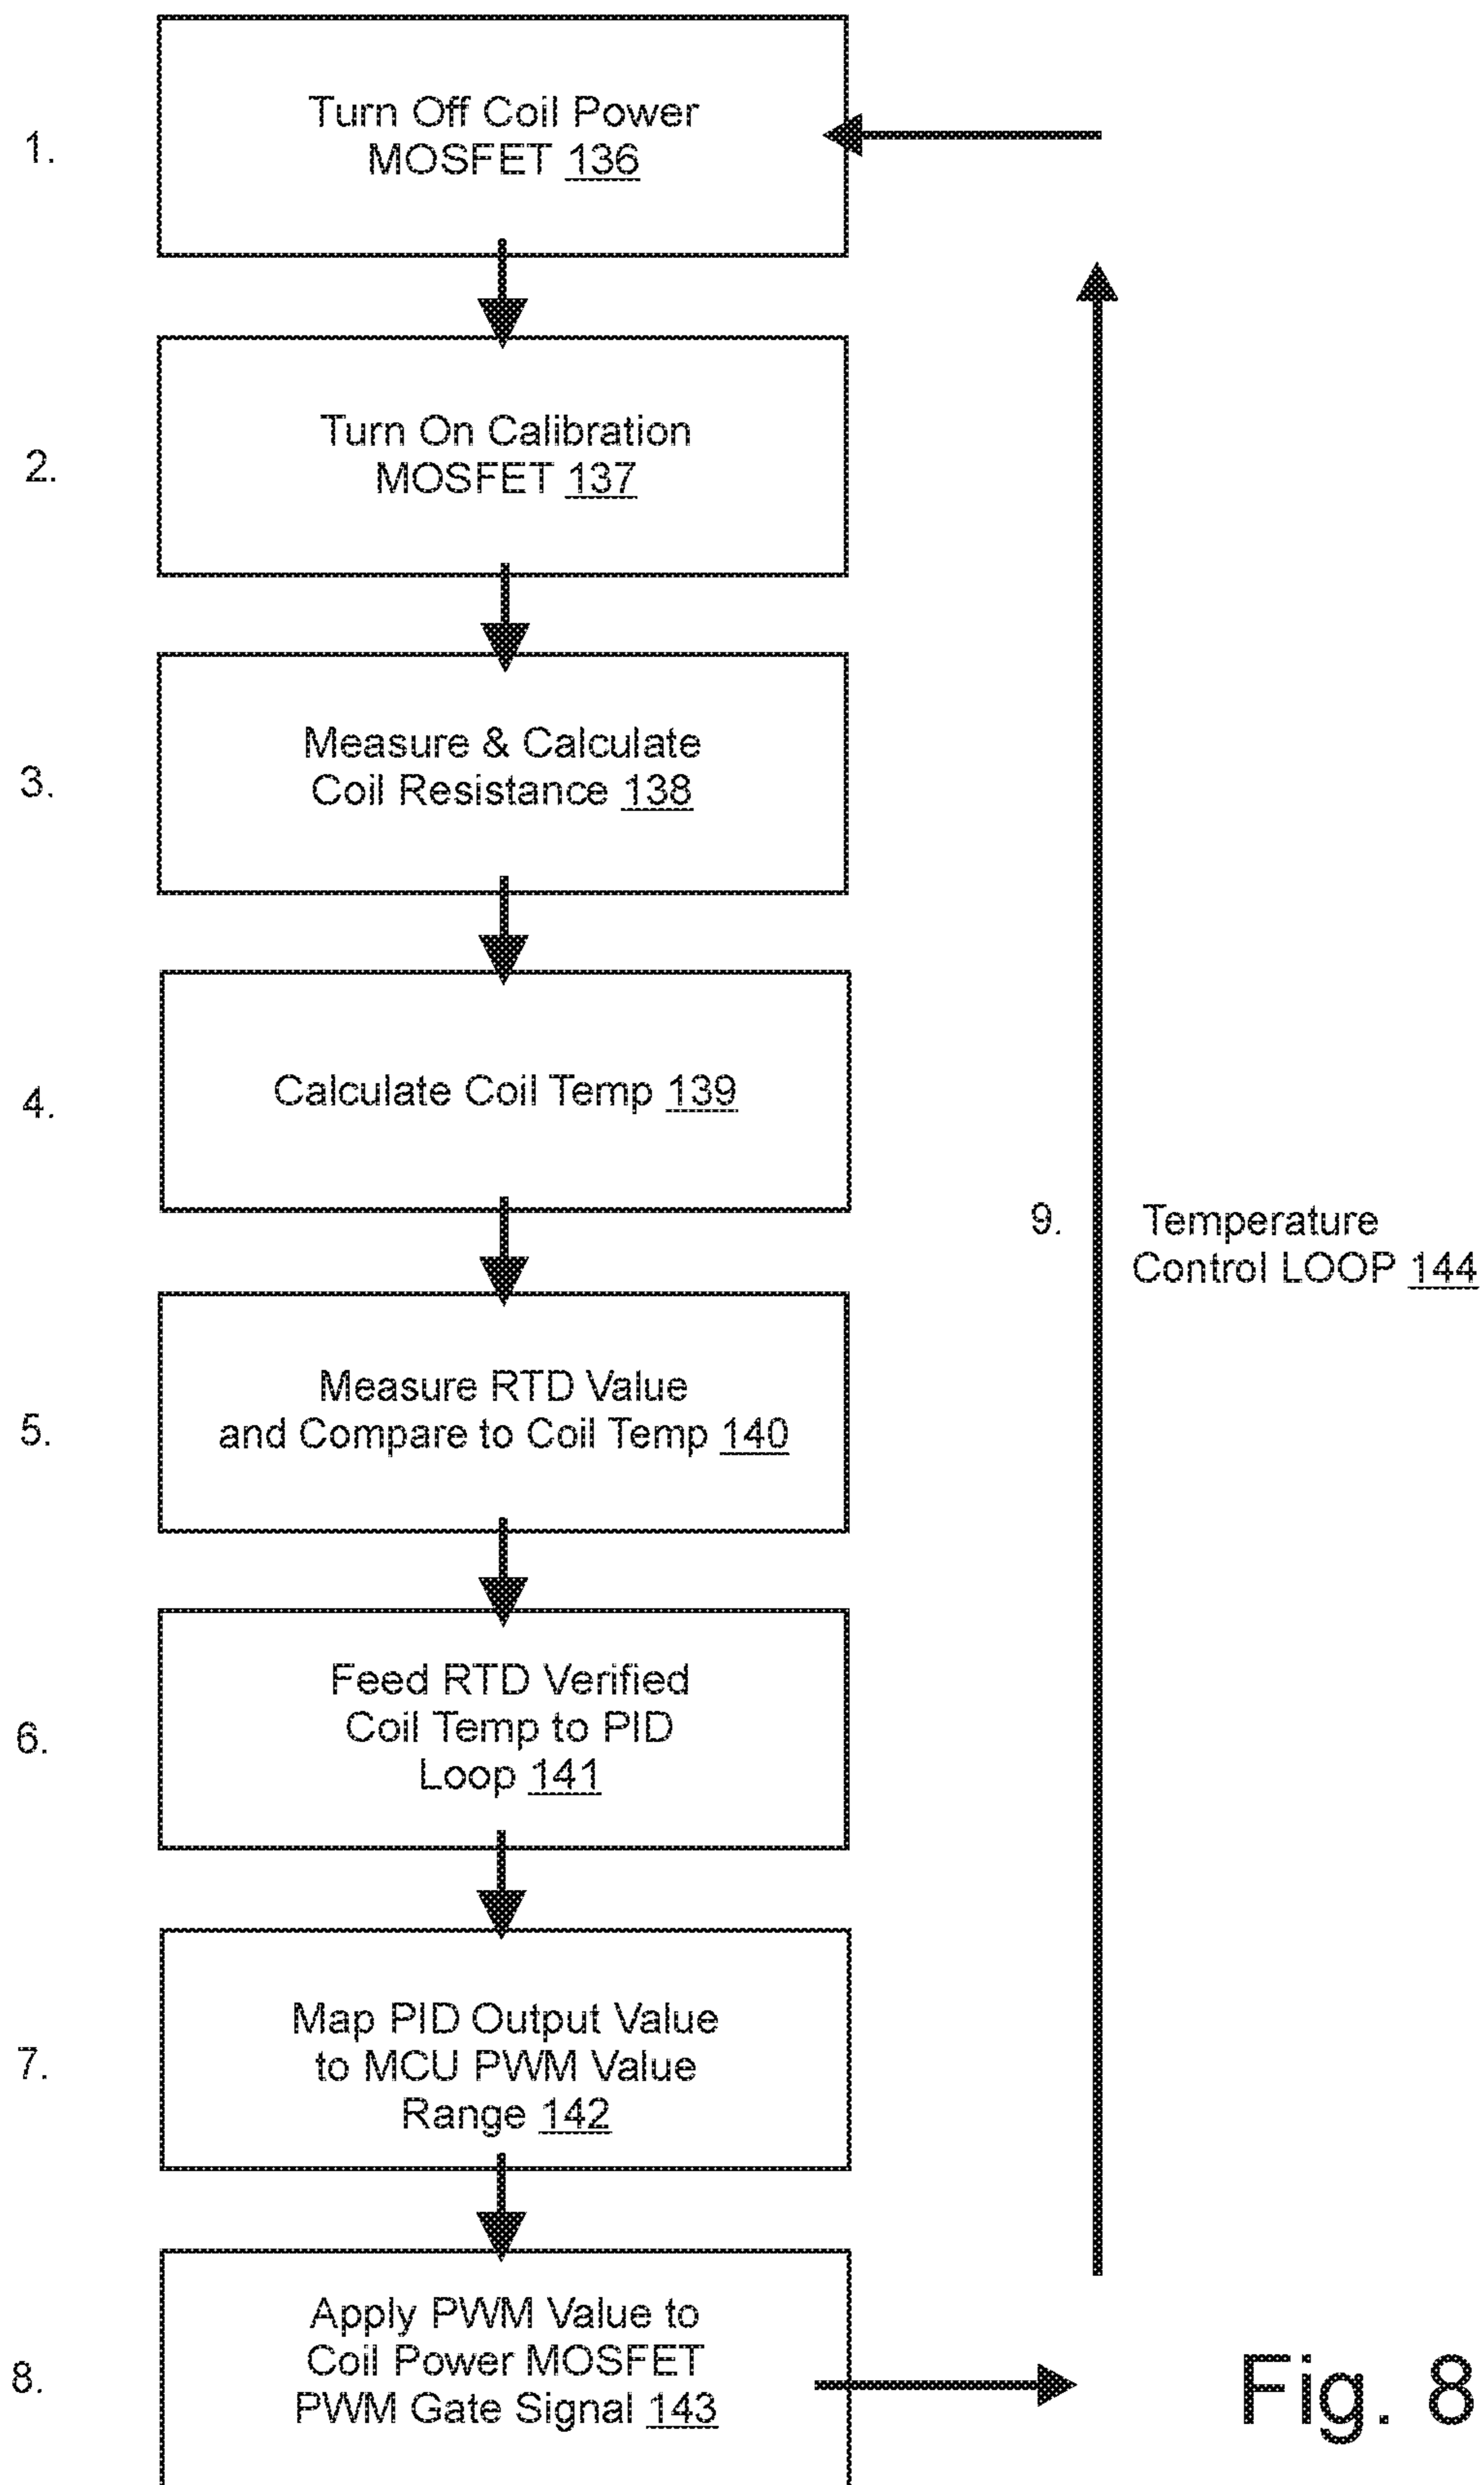 1.
Turn Off Coil Power
MOSFET 136
2.
Turn On Calibration
MOSFET 137
3.
Measure & Calculate
Coil Resistance 138
4.
Calculate Coil Temp 139
9.
Temperature
Control LOOP 144
5.
Measure RTD Value
and Compare to Coil Temp 140
6.
Feed RTD Verified
Coil Temp to PID
Loop 141
7.
Map PID Output Value
to MCU PWM Value
Range 142
8.
Apply PWM Value to
Coil Power MOSFET
PWM Gate Signal 143
Fig. 8